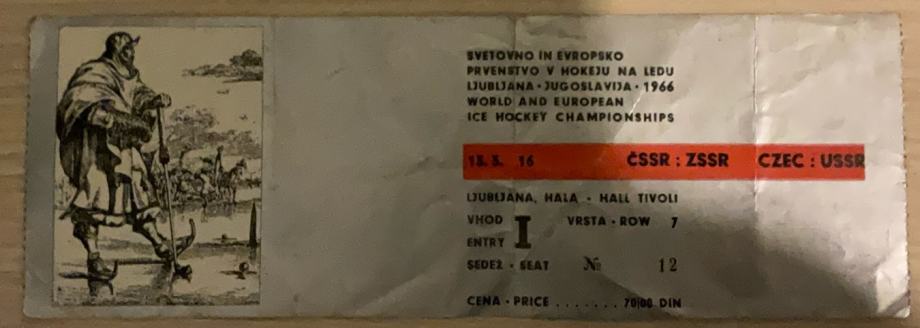 SVETOVNO IN EVROPSKO
PRVENSTVO V HOKEJU NA LEDU
LJUBLJANA · JUGOSLAVIJA · 1966
WORLD AND EUROPEAN
ICE HOCKEY CHAMPIONSHIPS
13. 3. 16 ČSSR : ZSSR CZEC : USSR
LJUBLJANA, HALA · HALL TIVOLI
VHOD I VRSTA · ROW 7
ENTRY
SEDEŽ · SEAT № 12
CENA · PRICE ....... 70|00 DIN